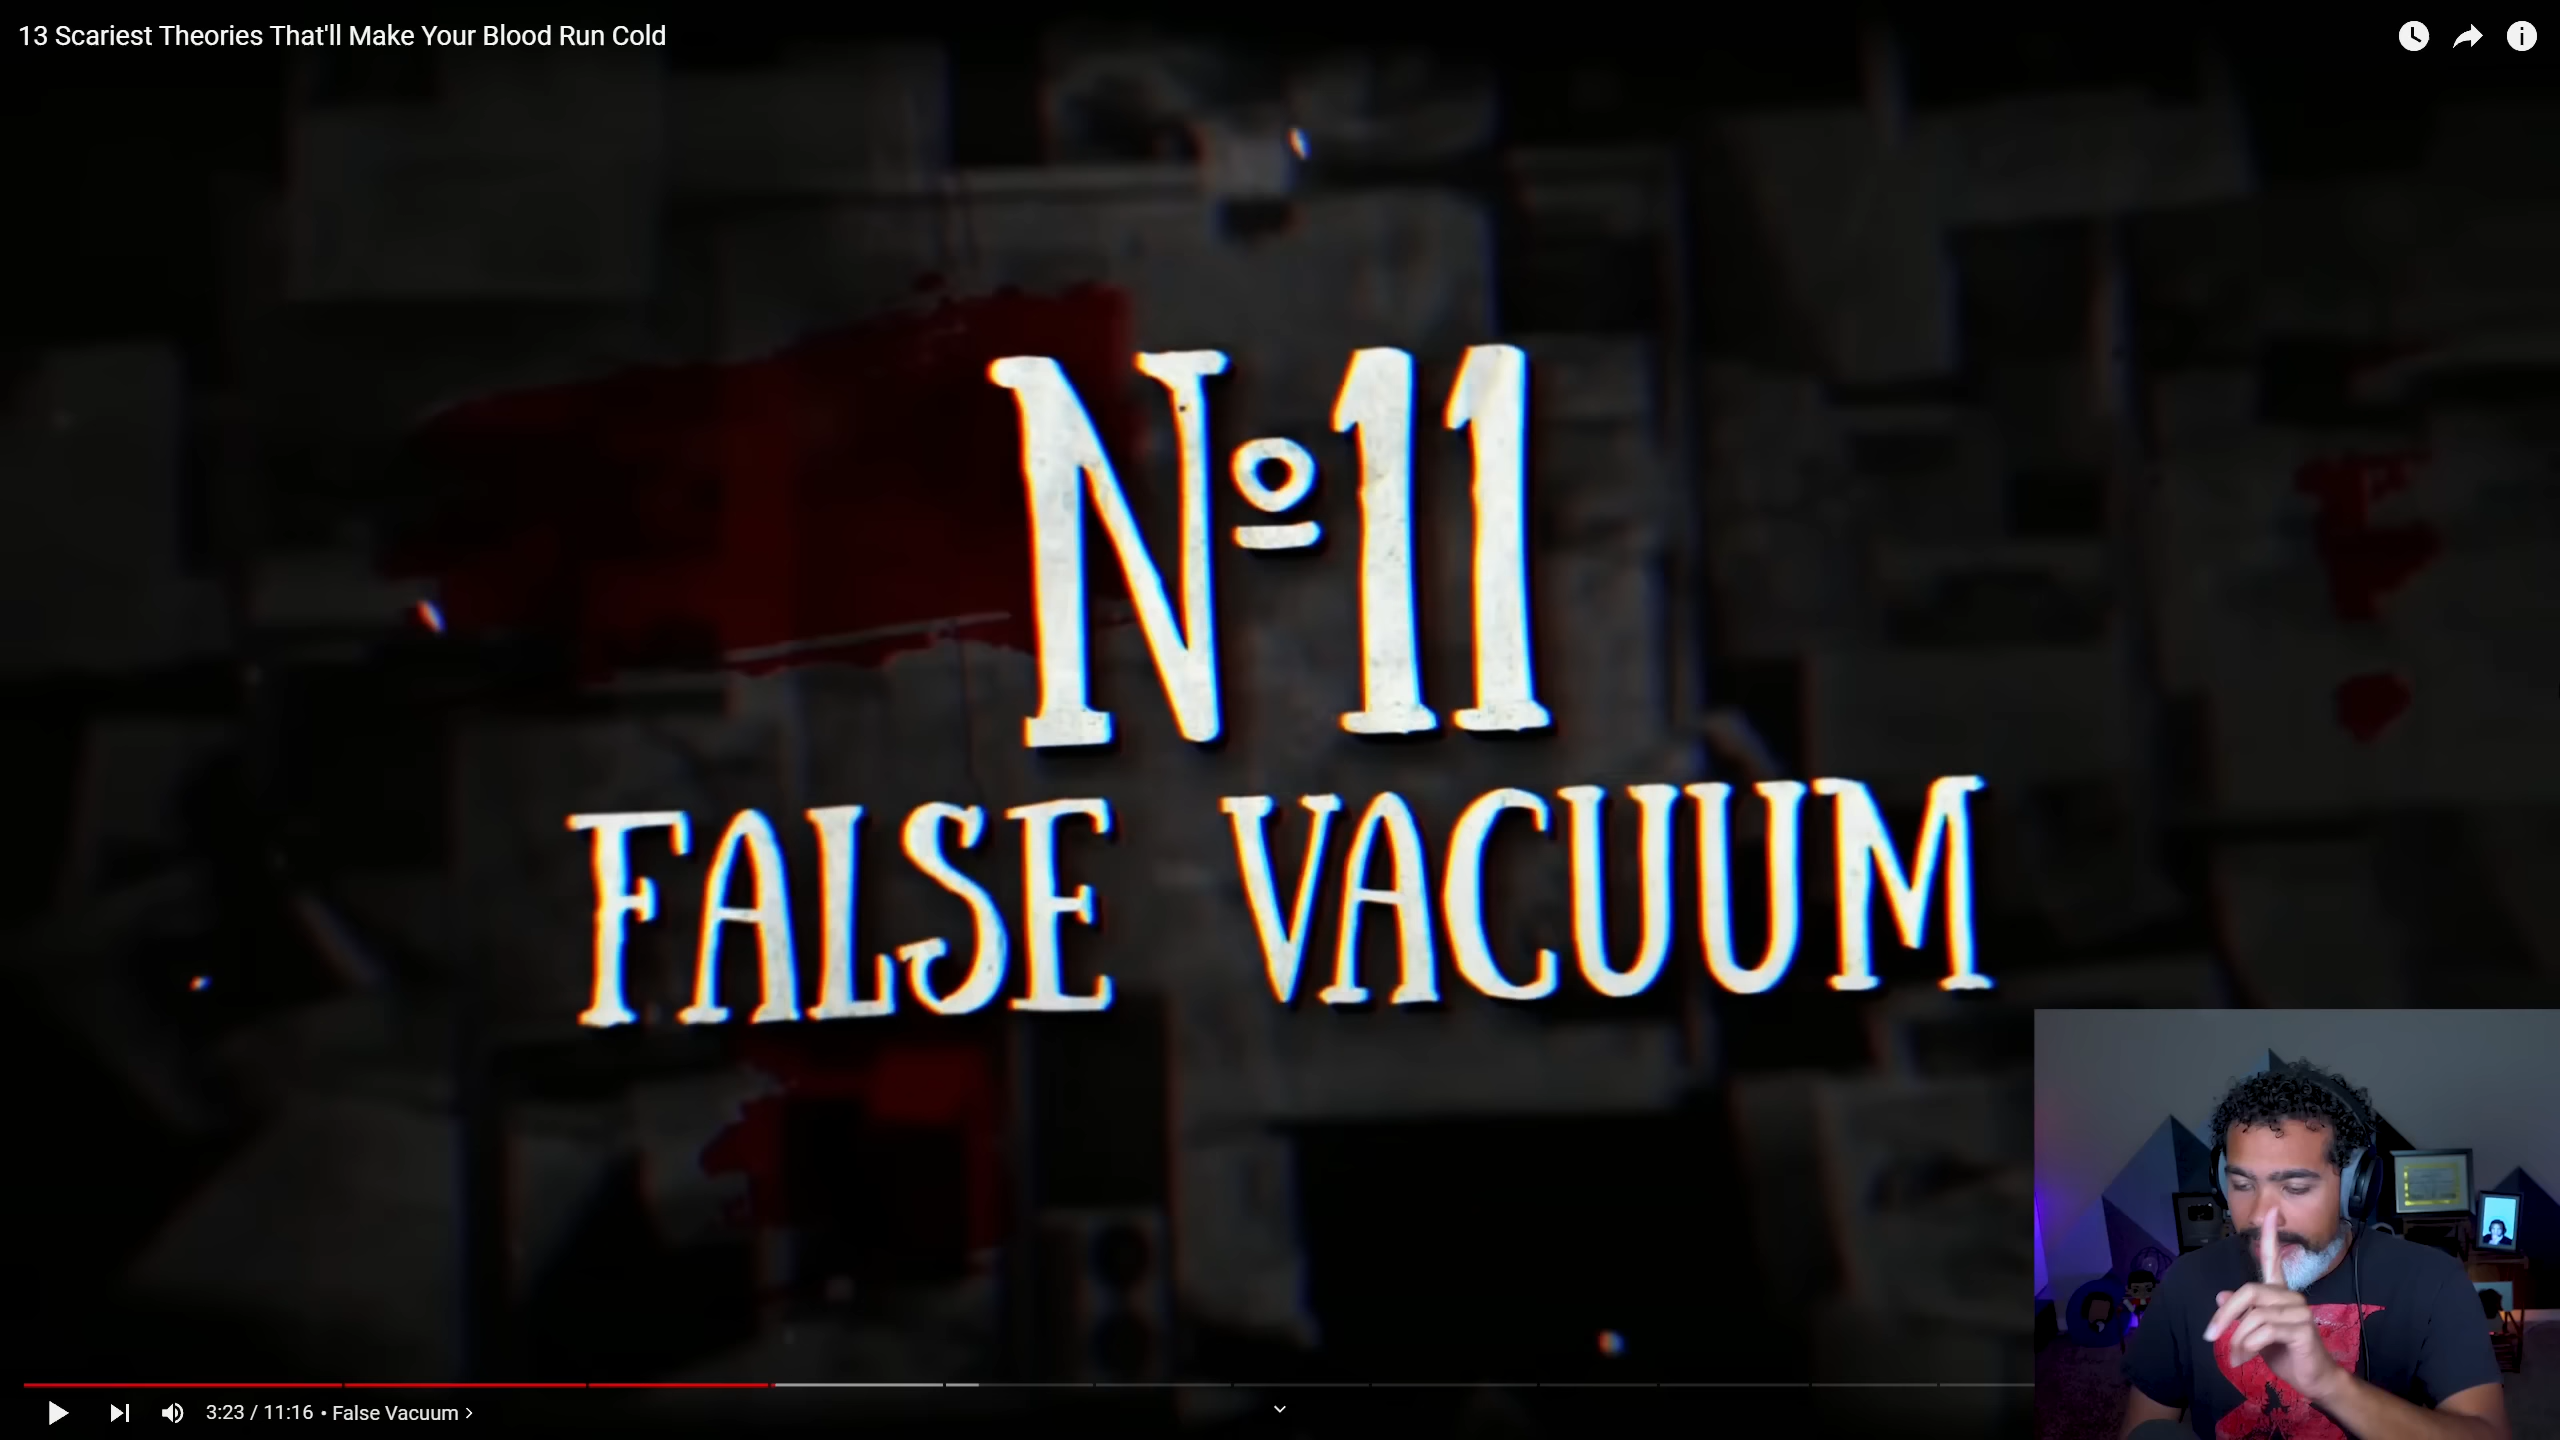 13 Scariest Theories That'll Make Your Blood Run Cold
Nº11
FALSE VACUUM
3:23 / 11:16 • False Vacuum ›